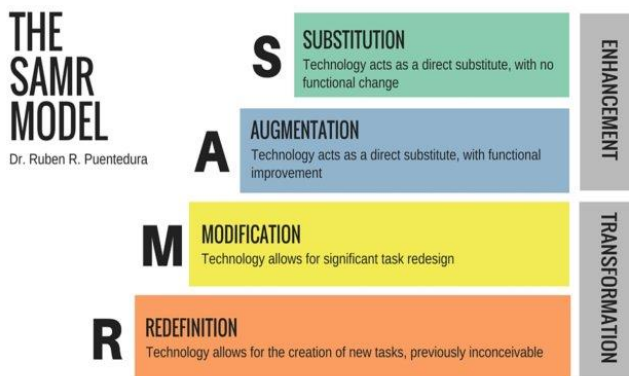 THE
SAMR
MODEL
Dr. Ruben R. Puentedura
S
SUBSTITUTION
Technology acts as a direct substitute, with no
functional change
A
AUGMENTATION
Technology acts as a direct substitute, with functional
improvement
ENHANCEMENT
M
MODIFICATION
Technology allows for significant task redesign
R
REDEFINITION
Technology allows for the creation of new tasks, previously inconceivable
TRANSFORMATION